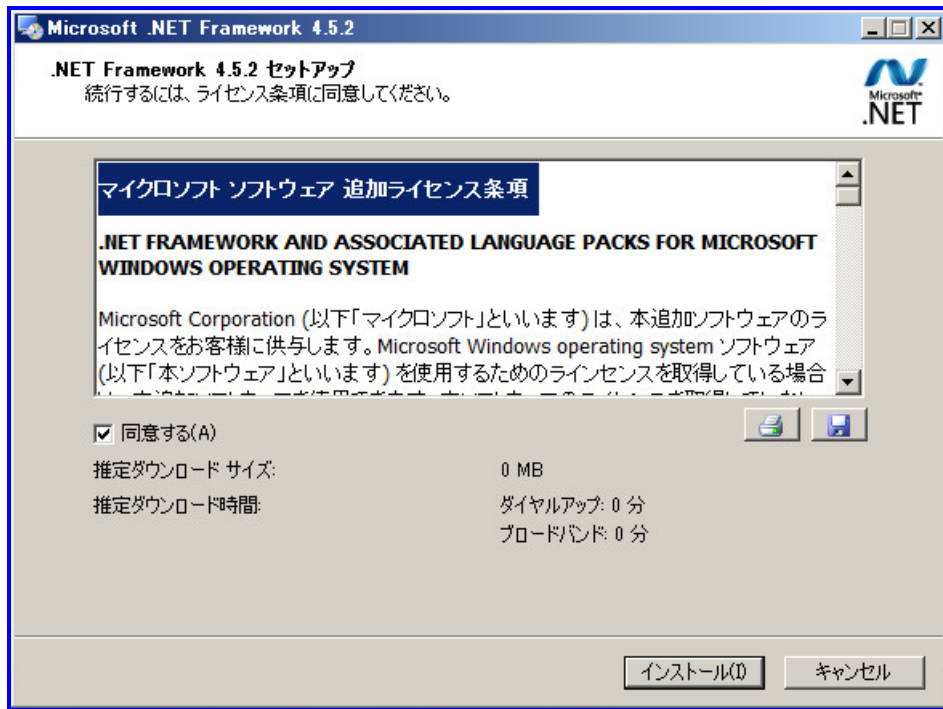 Microsoft .NET Framework 4.5.2
.NET Framework 4.5.2 セットアップ
続行するには、ライセンス条項に同意してください。
Microsoft
.NET
マイクロソフト ソフトウェア 追加ライセンス条項
.NET FRAMEWORK AND ASSOCIATED LANGUAGE PACKS FOR MICROSOFT
WINDOWS OPERATING SYSTEM
Microsoft Corporation (以下「マイクロソフト」といいます) は、本追加ソフトウェアのラ
イセンスをお客様に供与します。Microsoft Windows operating system ソフトウェア
(以下「本ソフトウェア」といいます) を使用するためのラインセンスを取得している場合
同意する(A)
推定ダウンロード サイズ:
0 MB
推定ダウンロード時間:
ダイヤルアップ: 0 分
ブロードバンド: 0 分
インストール(I)
キャンセル